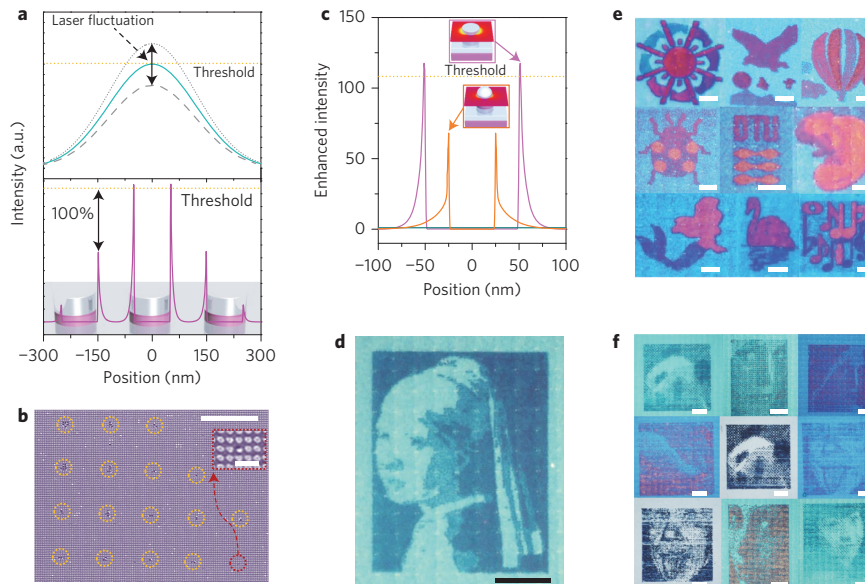 a
Laser fluctuation
Threshold
Intensity (a.u.)
Threshold
100%
−300 −150 0 150 300
Position (nm)
b
c
150
100
50
0
Threshold
Enhanced intensity
−100 −50 0 50 100
Position (nm)
d
e
f